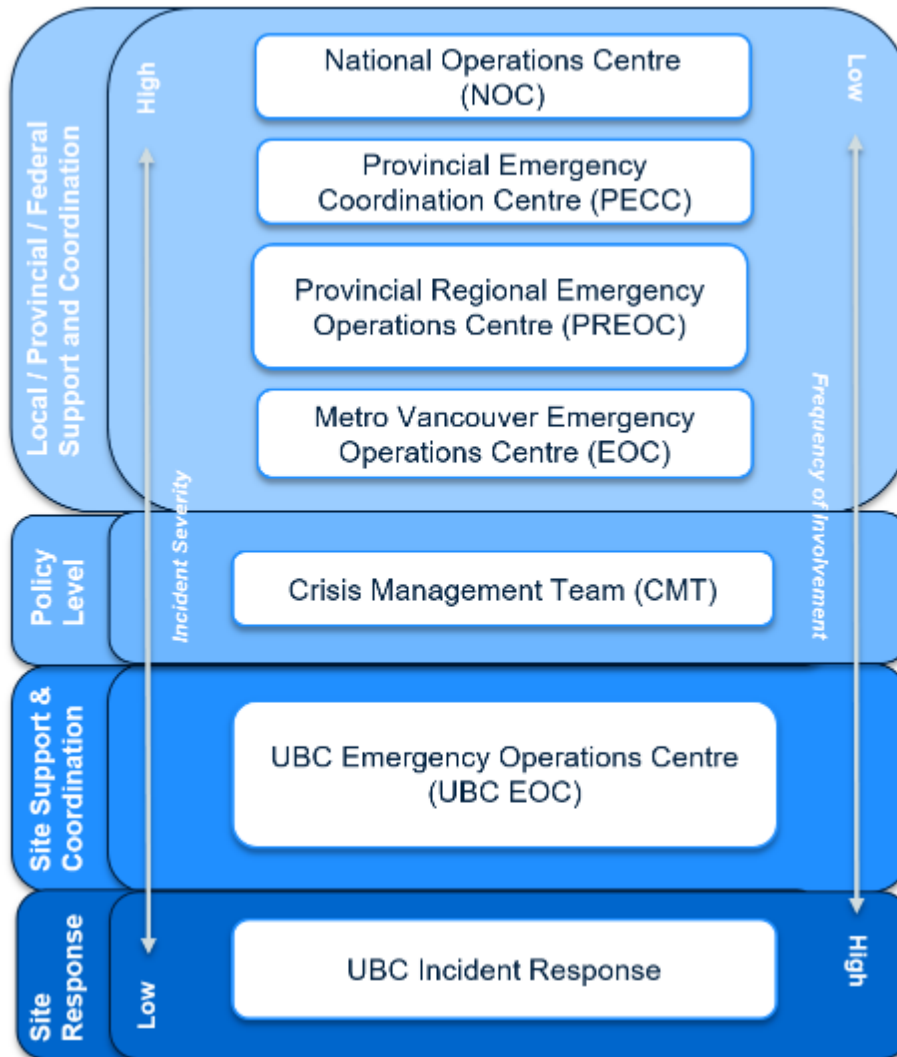 Local / Provincial / Federal
Support and Coordination
High
Incident Severity
Low
National Operations Centre
(NOC)
Provincial Emergency
Coordination Centre (PECC)
Provincial Regional Emergency
Operations Centre (PREOC)
Metro Vancouver Emergency
Operations Centre (EOC)
Low
Frequency of Involvement
High
Policy
Level
Crisis Management Team (CMT)
Site Support &
Coordination
UBC Emergency Operations Centre
(UBC EOC)
Site
Response
UBC Incident Response